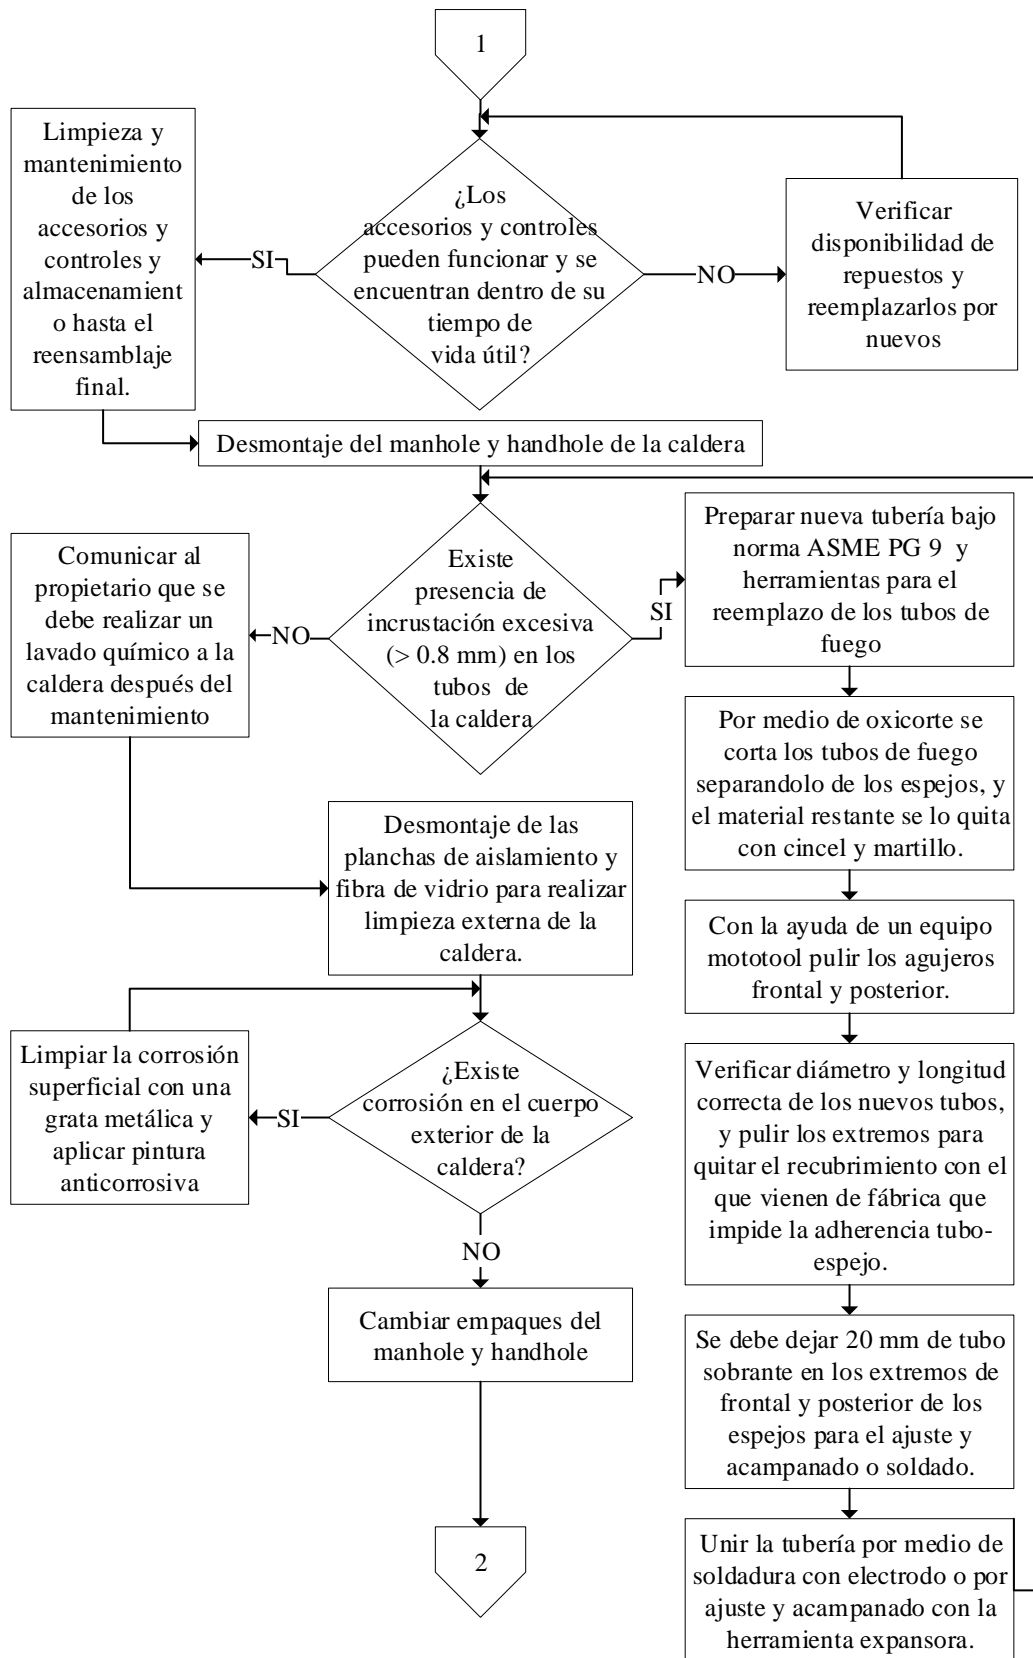 1
Limpieza y
mantenimiento
de los
accesorios y
controles y
almacenamient
o hasta el
reensamblaje
final.
SI
¿Los
accesorios y controles
pueden funcionar y se
encuentran dentro de su
tiempo de
vida útil?
NO
Verificar
disponibilidad de
repuestos y
reemplazarlos por
nuevos
Desmontaje del manhole y handhole de la caldera
Comunicar al
propietario que se
debe realizar un
lavado químico a la
caldera después del
mantenimiento
NO
Existe
presencia de
incrustación excesiva
(> 0.8 mm) en los
tubos de
la caldera
SI
Preparar nueva tubería bajo
norma ASME PG 9 y
herramientas para el
reemplazo de los tubos de
fuego
Por medio de oxicorte se
corta los tubos de fuego
separandolo de los espejos, y
el material restante se lo quita
con cincel y martillo.
Desmontaje de las
planchas de aislamiento y
fibra de vidrio para realizar
limpieza externa de la
caldera.
Con la ayuda de un equipo
mototool pulir los agujeros
frontal y posterior.
Limpiar la corrosión
superficial con una
grata metálica y
aplicar pintura
anticorrosiva
SI
¿Existe
corrosión en el cuerpo
exterior de la
caldera?
NO
Verificar diámetro y longitud
correcta de los nuevos tubos,
y pulir los extremos para
quitar el recubrimiento con el
que vienen de fábrica que
impide la adherencia tubo-
espejo.
Cambiar empaques del
manhole y handhole
Se debe dejar 20 mm de tubo
sobrante en los extremos de
frontal y posterior de los
espejos para el ajuste y
acampanado o soldado.
2
Unir la tubería por medio de
soldadura con electrodo o por
ajuste y acampanado con la
herramienta expansora.